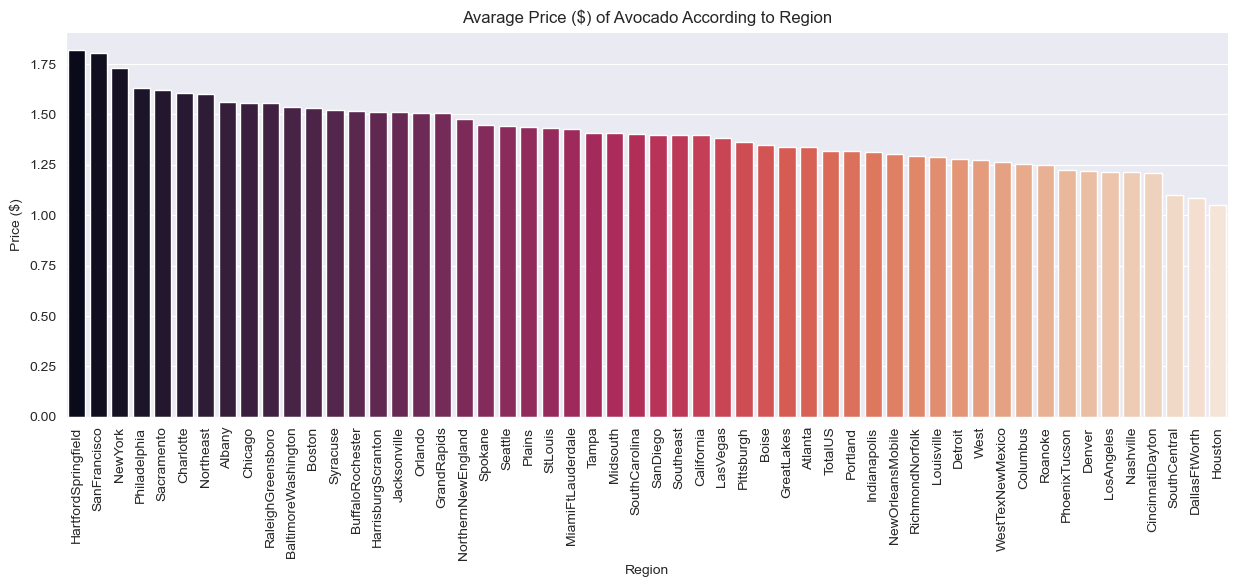 Avarage Price ($) of Avocado According to Region
Price ($)
1.75
1.50
1.25
1.00
0.75
0.50
0.25
0.00
HartfordSpringfield
SanFrancisco
NewYork
Philadelphia
Sacramento
Charlotte
Northeast
Albany
Chicago
RaleighGreensboro
BaltimoreWashington
Boston
Syracuse
BuffaloRochester
HarrisburgScranton
Jacksonville
Orlando
GrandRapids
NorthernNewEngland
Spokane
Seattle
Plains
StLouis
MiamiFtLauderdale
Tampa
Midsouth
SouthCarolina
SanDiego
Southeast
California
LasVegas
Pittsburgh
Boise
GreatLakes
Atlanta
TotalUS
Portland
Indianapolis
NewOrleansMobile
RichmondNorfolk
Louisville
Detroit
West
WestTexNewMexico
Columbus
Roanoke
PhoenixTucson
Denver
LosAngeles
Nashville
CincinnatiDayton
SouthCentral
DallasFtWorth
Houston
Region